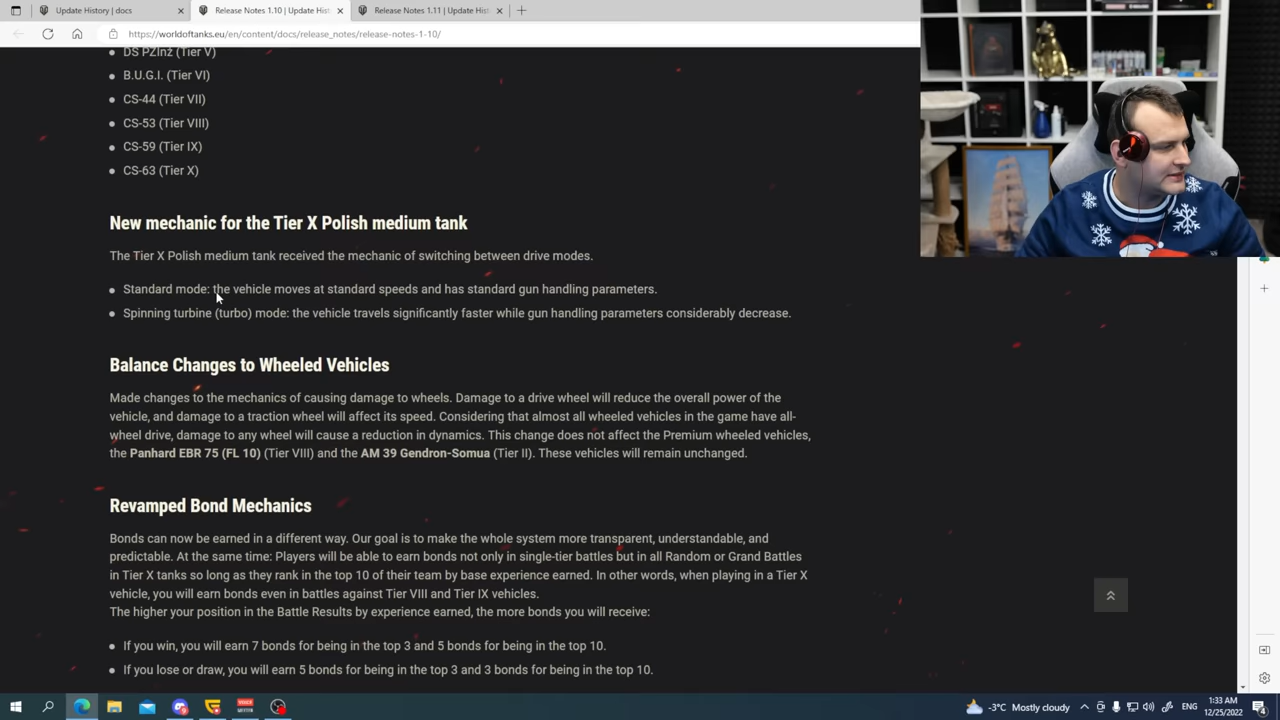 Update History | docs
Release Notes 1.10 | Update Hist
Release Notes 1.11 | Update Hist
https://worldoftanks.eu/en/content/docs/release_notes/release-notes-1-10/
DS PZInż (Tier V)
B.U.G.I. (Tier VI)
CS-44 (Tier VII)
CS-53 (Tier VIII)
CS-59 (Tier IX)
CS-63 (Tier X)
New mechanic for the Tier X Polish medium tank
The Tier X Polish medium tank received the mechanic of switching between drive modes.
Standard mode: the vehicle moves at standard speeds and has standard gun handling parameters.
Spinning turbine (turbo) mode: the vehicle travels significantly faster while gun handling parameters considerably decrease.
Balance Changes to Wheeled Vehicles
Made changes to the mechanics of causing damage to wheels. Damage to a drive wheel will reduce the overall power of the
vehicle, and damage to a traction wheel will affect its speed. Considering that almost all wheeled vehicles in the game have all-
wheel drive, damage to any wheel will cause a reduction in dynamics. This change does not affect the Premium wheeled vehicles,
the Panhard EBR 75 (FL 10) (Tier VIII) and the AM 39 Gendron-Somua (Tier II). These vehicles will remain unchanged.
Revamped Bond Mechanics
Bonds can now be earned in a different way. Our goal is to make the whole system more transparent, understandable, and
predictable. At the same time: Players will be able to earn bonds not only in single-tier battles but in all Random or Grand Battles
in Tier X tanks so long as they rank in the top 10 of their team by base experience earned. In other words, when playing in a Tier X
vehicle, you will earn bonds even in battles against Tier VIII and Tier IX vehicles.
The higher your position in the Battle Results by experience earned, the more bonds you will receive:
If you win, you will earn 7 bonds for being in the top 3 and 5 bonds for being in the top 10.
If you lose or draw, you will earn 5 bonds for being in the top 3 and 3 bonds for being in the top 10.
-3°C Mostly cloudy
ENG
1:33 AM
12/25/2022
4